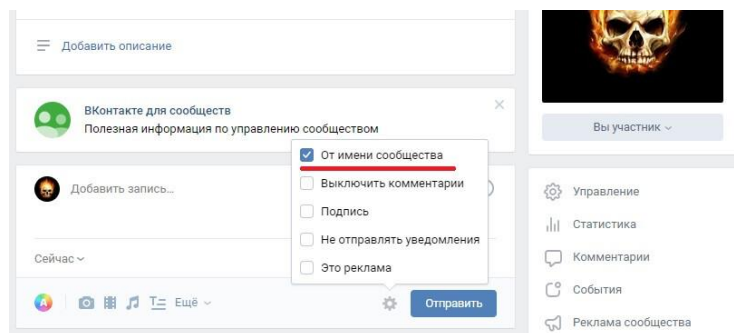 Добавить описание
ВКонтакте для сообществ
Полезная информация по управлению сообществом
Вы участник
От имени сообщества
Добавить запись...
Выключить комментарии
Подпись
Не отправлять уведомления
Это реклама
Сейчас
Ещё
Отправить
Управление
Статистика
Комментарии
События
Реклама сообщества